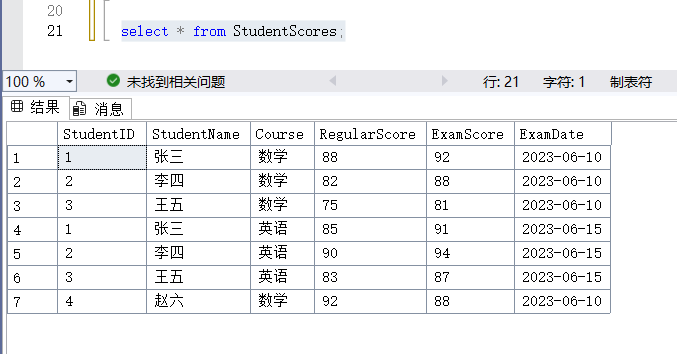 20
21 select * from StudentScores;
100 % 未找到相关问题 行: 21 字符: 1 制表符
结果 消息
StudentID StudentName Course RegularScore ExamScore ExamDate
1 1 张三 数学 88 92 2023-06-10
2 2 李四 数学 82 88 2023-06-10
3 3 王五 数学 75 81 2023-06-10
4 1 张三 英语 85 91 2023-06-15
5 2 李四 英语 90 94 2023-06-15
6 3 王五 英语 83 87 2023-06-15
7 4 赵六 数学 92 88 2023-06-10